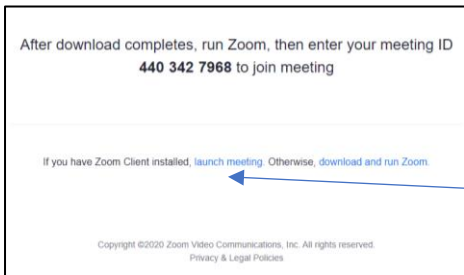 After download completes, run Zoom, then enter your meeting ID
440 342 7968 to join meeting
If you have Zoom Client installed, launch meeting. Otherwise, download and run Zoom.
Copyright ©2020 Zoom Video Communications, Inc. All rights reserved.
Privacy & Legal Policies